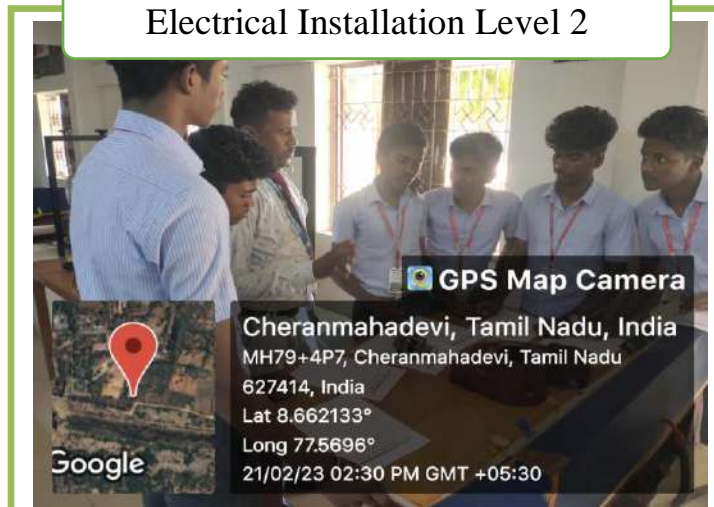 Electrical Installation Level 2
GPS Map Camera
Cheranmahadevi, Tamil Nadu, India
MH79+4P7, Cheranmahadevi, Tamil Nadu
627414, India
Lat 8.662133°
Long 77.5696°
21/02/23 02:30 PM GMT +05:30
Google